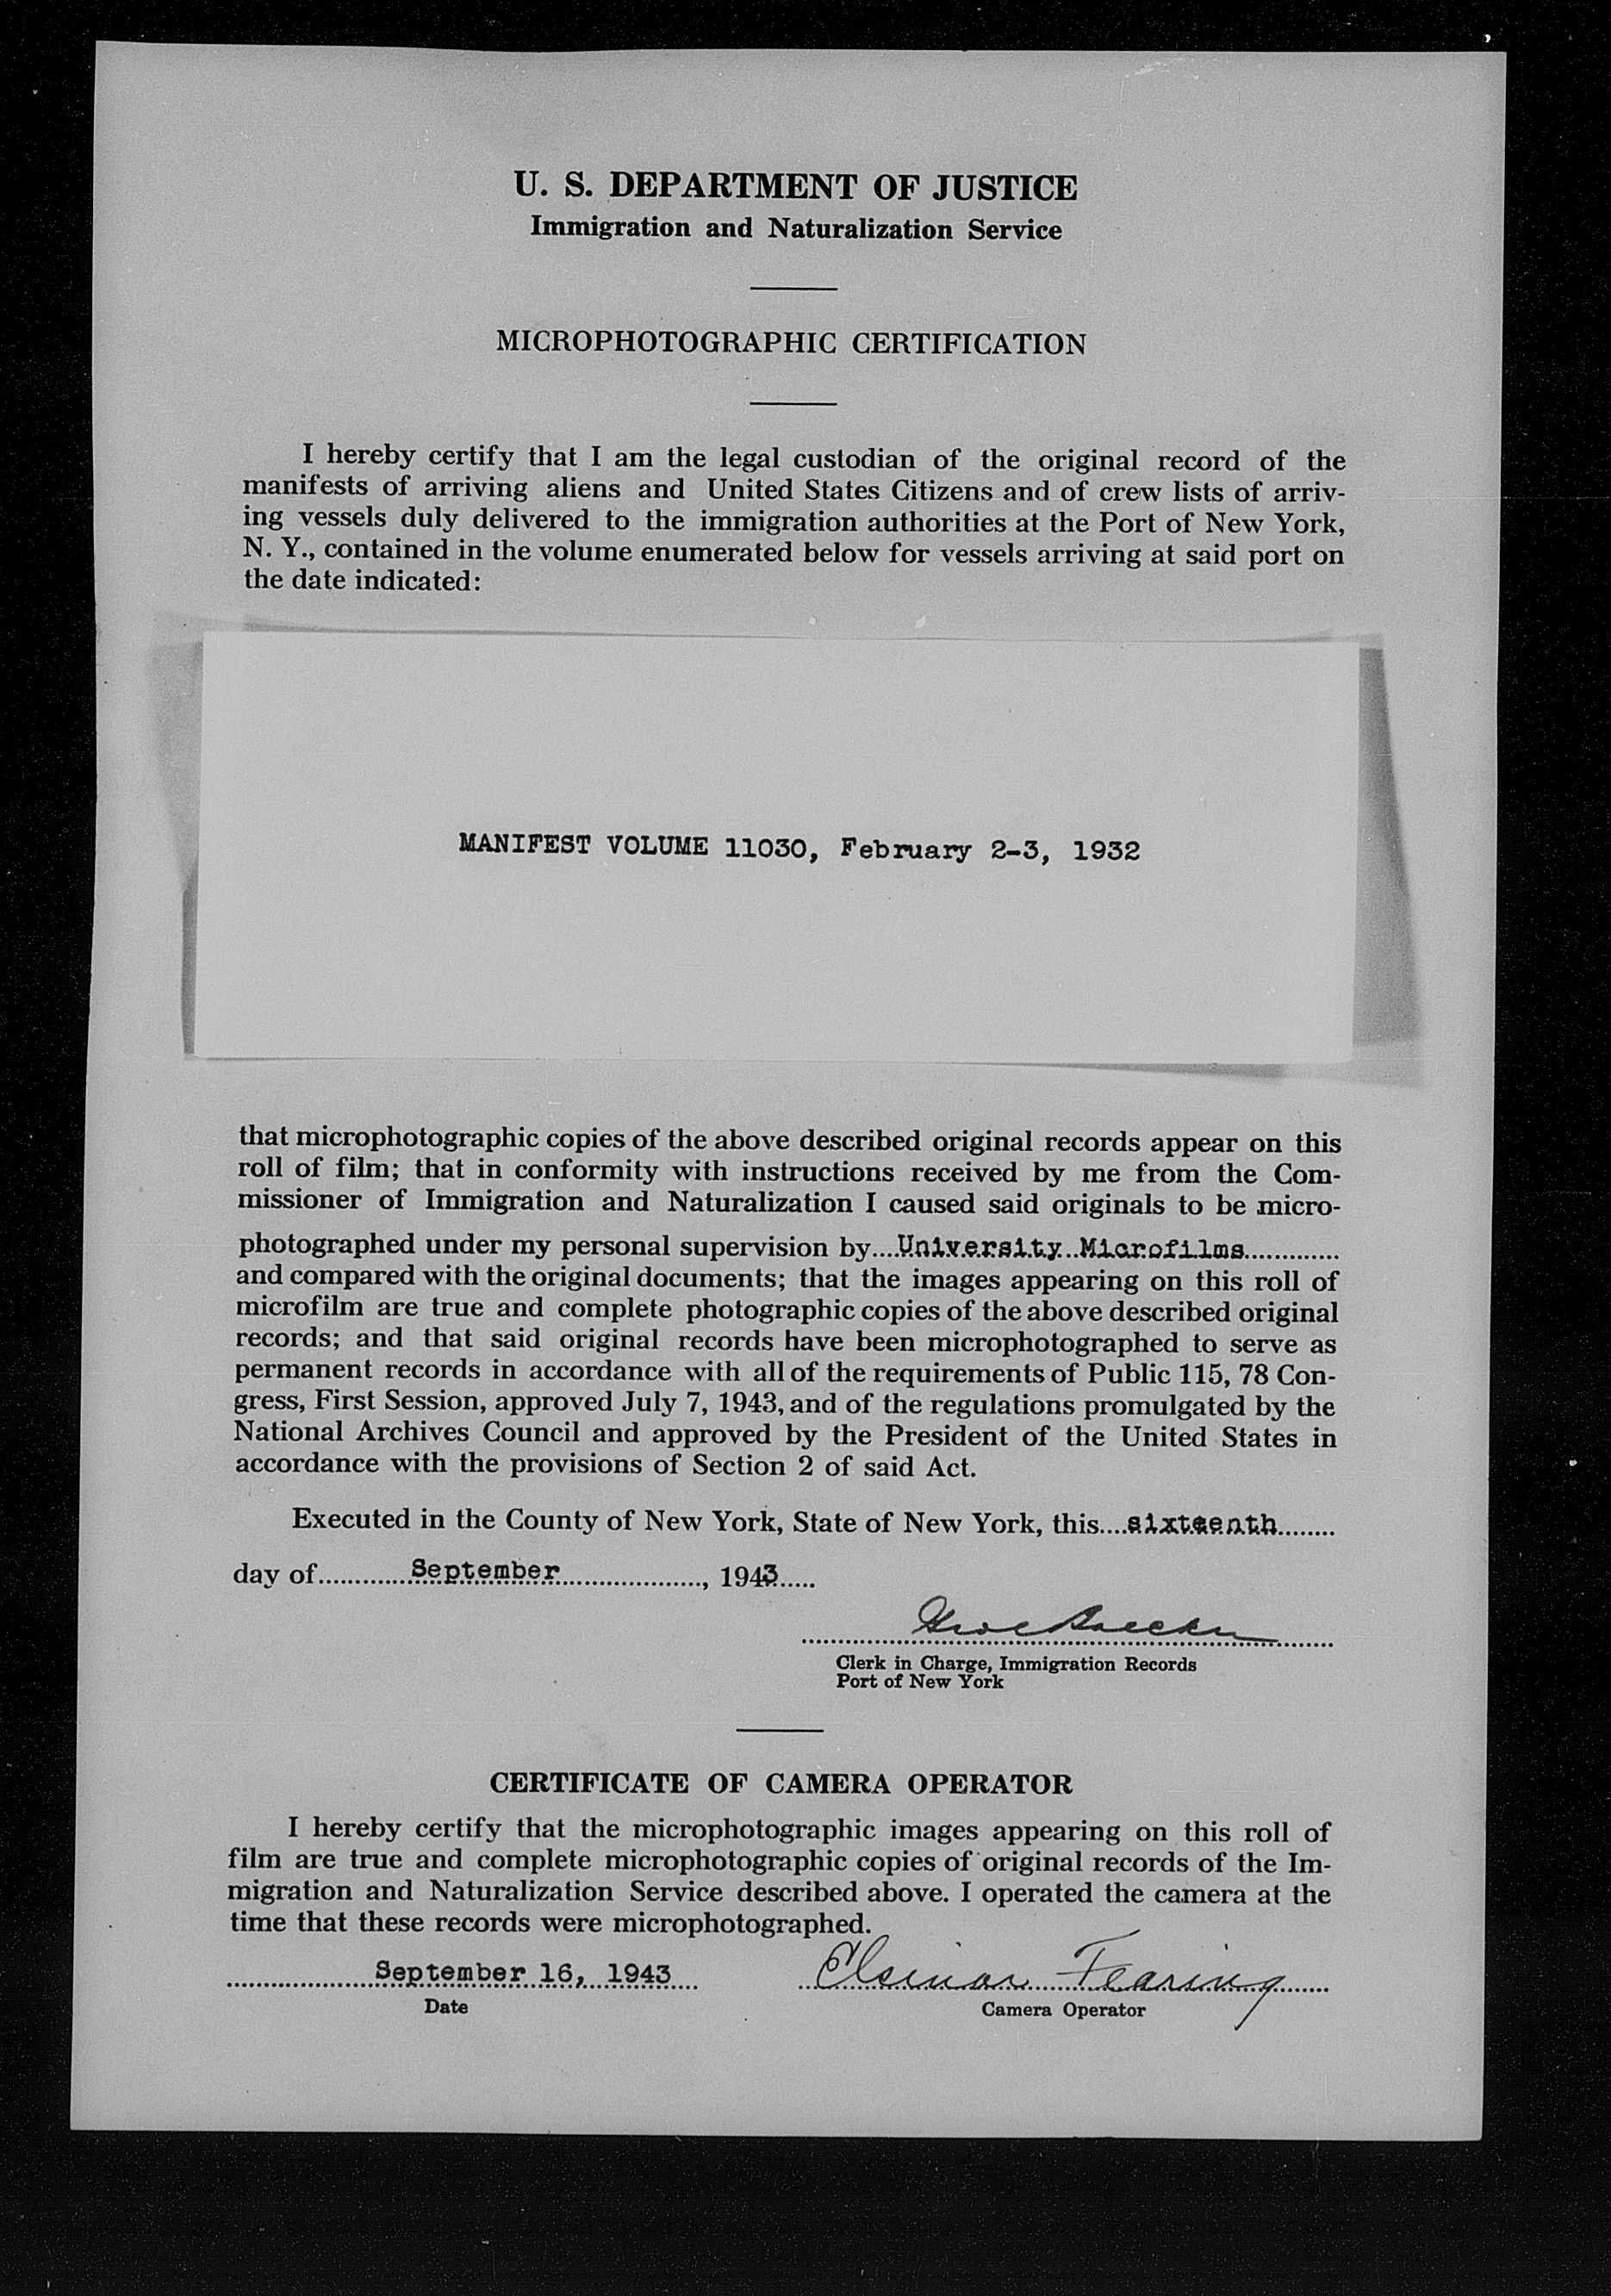 U. S. DEPARTMENT OF JUSTICE
Immigration and Naturalization Service
MICROPHOTOGRAPHIC CERTIFICATION
I hereby certify that I am the legal custodian of the original record of the
manifests of arriving aliens and United States Citizens and of crew lists of arriv-
ing vessels duly delivered to the immigration authorities at the Port of New York,
N. Y., contained in the volume enumerated below for vessels arriving at said port on
the date indicated:
MANIFEST VOLUME 11030, February 2-3, 1932
that microphotographic copies of the above described original records appear on this
roll of film; that in conformity with instructions received by me from the Com-
missioner of Immigration and Naturalization I caused said originals to be micro-
photographed under my personal supervision by....University Microfilms.............
and compared with the original documents; that the images appearing on this roll of
microfilm are true and complete photographic copies of the above described original
records; and that said original records have been microphotographed to serve as
permanent records in accordance with all of the requirements of Public 115, 78 Con-
gress, First Session, approved July 7, 1943, and of the regulations promulgated by the
National Archives Council and approved by the President of the United States in
accordance with the provisions of Section 2 of said Act.
Executed in the County of New York, State of New York, this....sixteenth........
day of............September...................., 1943......
Clerk in Charge, Immigration Records
Port of New York
CERTIFICATE OF CAMERA OPERATOR
I hereby certify that the microphotographic images appearing on this roll of
film are true and complete microphotographic copies of original records of the Im-
migration and Naturalization Service described above. I operated the camera at the
time that these records were microphotographed.
September 16, 1943 Elsinor Fearing
Date Camera Operator